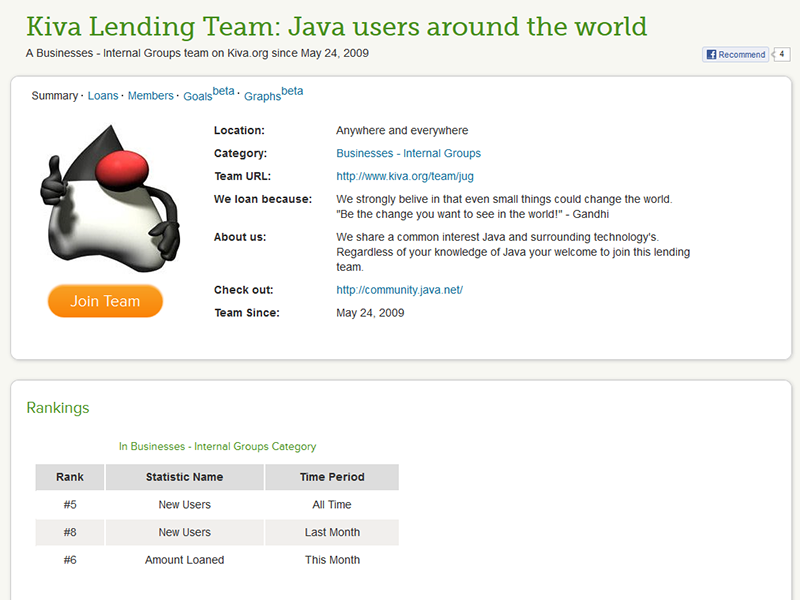 Kiva Lending Team: Java users around the world
A Businesses - Internal Groups team on Kiva.org since May 24, 2009
Recommend 4
Summary · Loans · Members · Goals beta · Graphs beta
Location: Anywhere and everywhere
Category: Businesses - Internal Groups
Team URL: http://www.kiva.org/team/jug
We loan because: We strongly belive in that even small things could change the world.
"Be the change you want to see in the world!" - Gandhi
About us: We share a common interest Java and surrounding technology's.
Regardless of your knowledge of Java your welcome to join this lending
team.
Check out: http://community.java.net/
Team Since: May 24, 2009
Join Team
Rankings
In Businesses - Internal Groups Category
Rank Statistic Name Time Period
#5 New Users All Time
#8 New Users Last Month
#6 Amount Loaned This Month